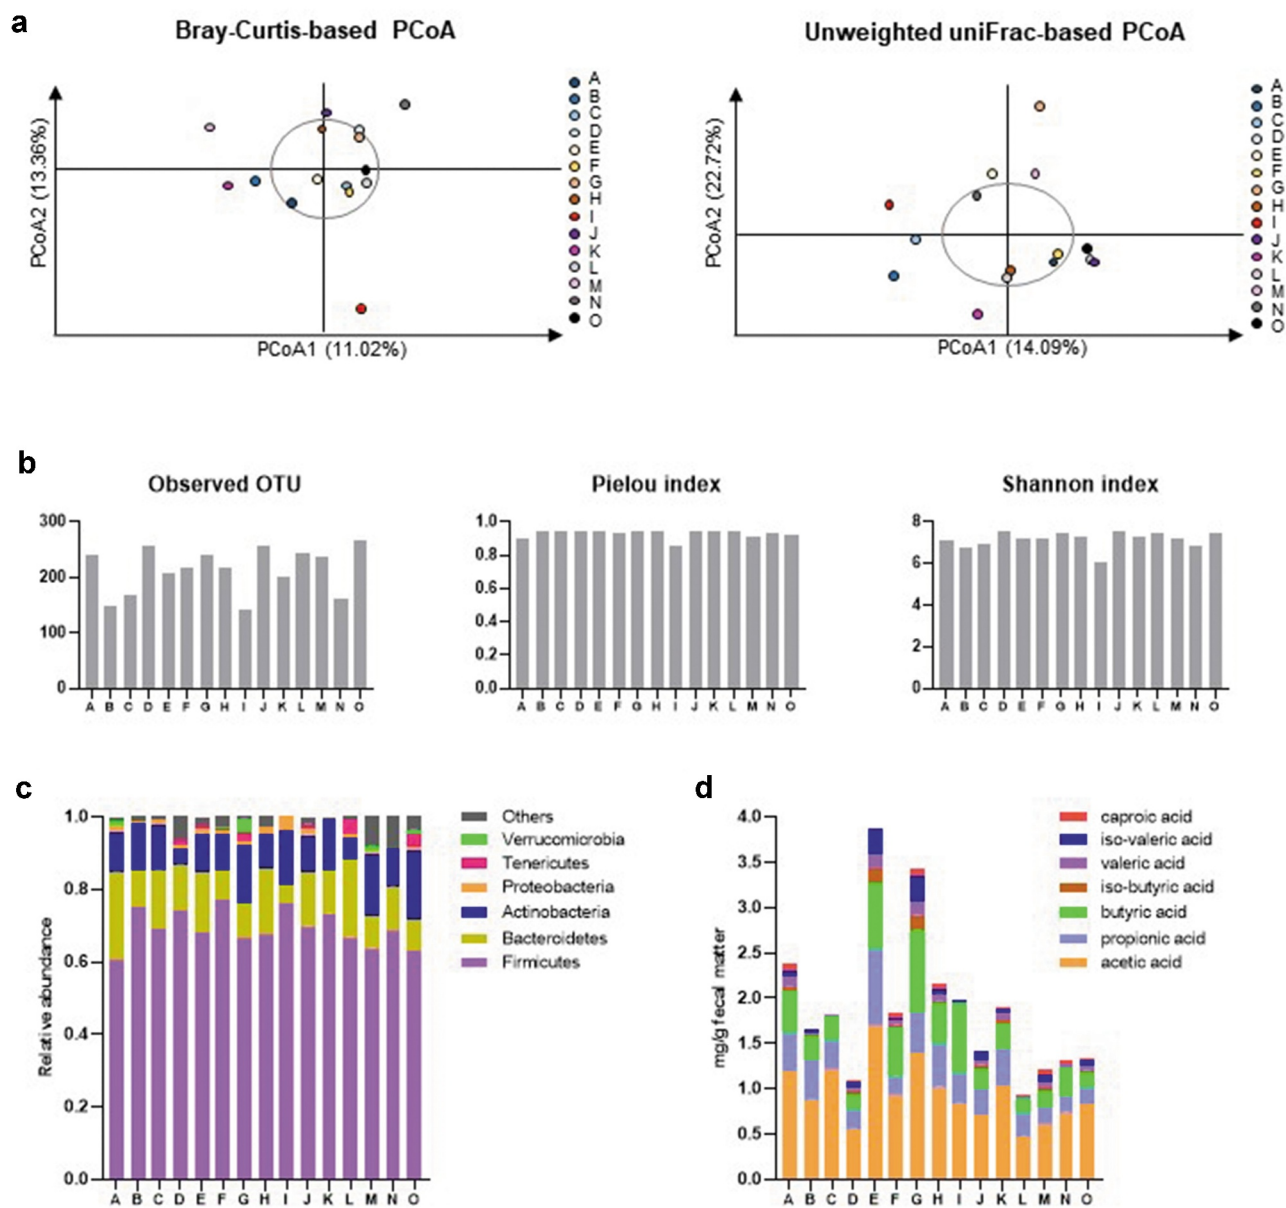 a
Bray-Curtis-based PCoA
PCoA2 (13.36%)
PCoA1 (11.02%)
A
B
C
D
E
F
G
H
I
J
K
L
M
N
O
Unweighted uniFrac-based PCoA
PCoA2 (22.72%)
PCoA1 (14.09%)
A
B
C
D
E
F
G
H
I
J
K
L
M
N
O
b
Observed OTU
300
200
100
0
A B C D E F G H I J K L M N O
Pielou index
1.0
0.8
0.6
0.4
0.2
0.0
A B C D E F G H I J K L M N O
Shannon index
8
6
4
2
0
A B C D E F G H I J K L M N O
c
Relative abundance
1.0
0.8
0.6
0.4
0.2
0.0
A B C D E F G H I J K L M N O
Others
Verrucomicrobia
Tenericutes
Proteobacteria
Actinobacteria
Bacteroidetes
Firmicutes
d
mg/g fecal matter
4.0
3.5
3.0
2.5
2.0
1.5
1.0
0.5
0.0
A B C D E F G H I J K L M N O
caproic acid
iso-valeric acid
valeric acid
iso-butyric acid
butyric acid
propionic acid
acetic acid